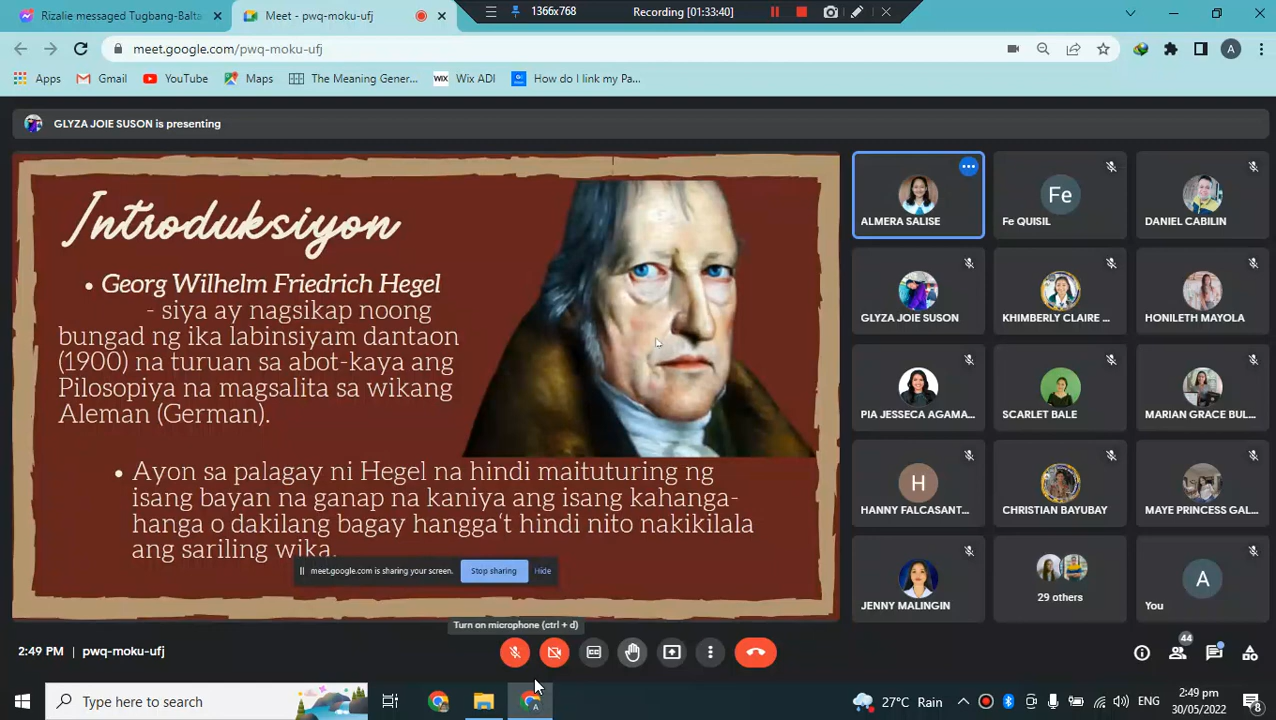 Rizalie messaged Tugbang-Balta
Meet - pwq-moku-ufj
1366x768
Recording [01:33:40]
meet.google.com/pwq-moku-ufj
A
Apps
Gmail
YouTube
Maps
The Meaning Gener...
WIX
Wix ADI
How do I link my Pa...
GLYZA JOIE SUSON is presenting
Introduksiyon
• Georg Wilhelm Friedrich Hegel
- siya ay nagsikap noong
bungad ng ika labinsiyam dantaon
(1900) na turuan sa abot-kaya ang
Pilosopiya na magsalita sa wikang
Aleman (German).
• Ayon sa palagay ni Hegel na hindi maituturing ng
isang bayan na ganap na kaniya ang isang kahanga-
hanga o dakilang bagay hangga't hindi nito nakikilala
ang sariling wika.
meet.google.com is sharing your screen.
Stop sharing
Hide
ALMERA SALISE
Fe
Fe QUISIL
DANIEL CABILIN
GLYZA JOIE SUSON
KHIMBERLY CLAIRE ...
HONILETH MAYOLA
PIA JESSECA AGAMA...
SCARLET BALE
MARIAN GRACE BUL...
H
HANNY FALCASANT...
CHRISTIAN BAYUBAY
MAYE PRINCESS GAL...
JENNY MALINGIN
29 others
A
You
Turn on microphone (ctrl + d)
2:49 PM | pwq-moku-ufj
44
Type here to search
27°C Rain
ENG
2:49 pm
30/05/2022
8